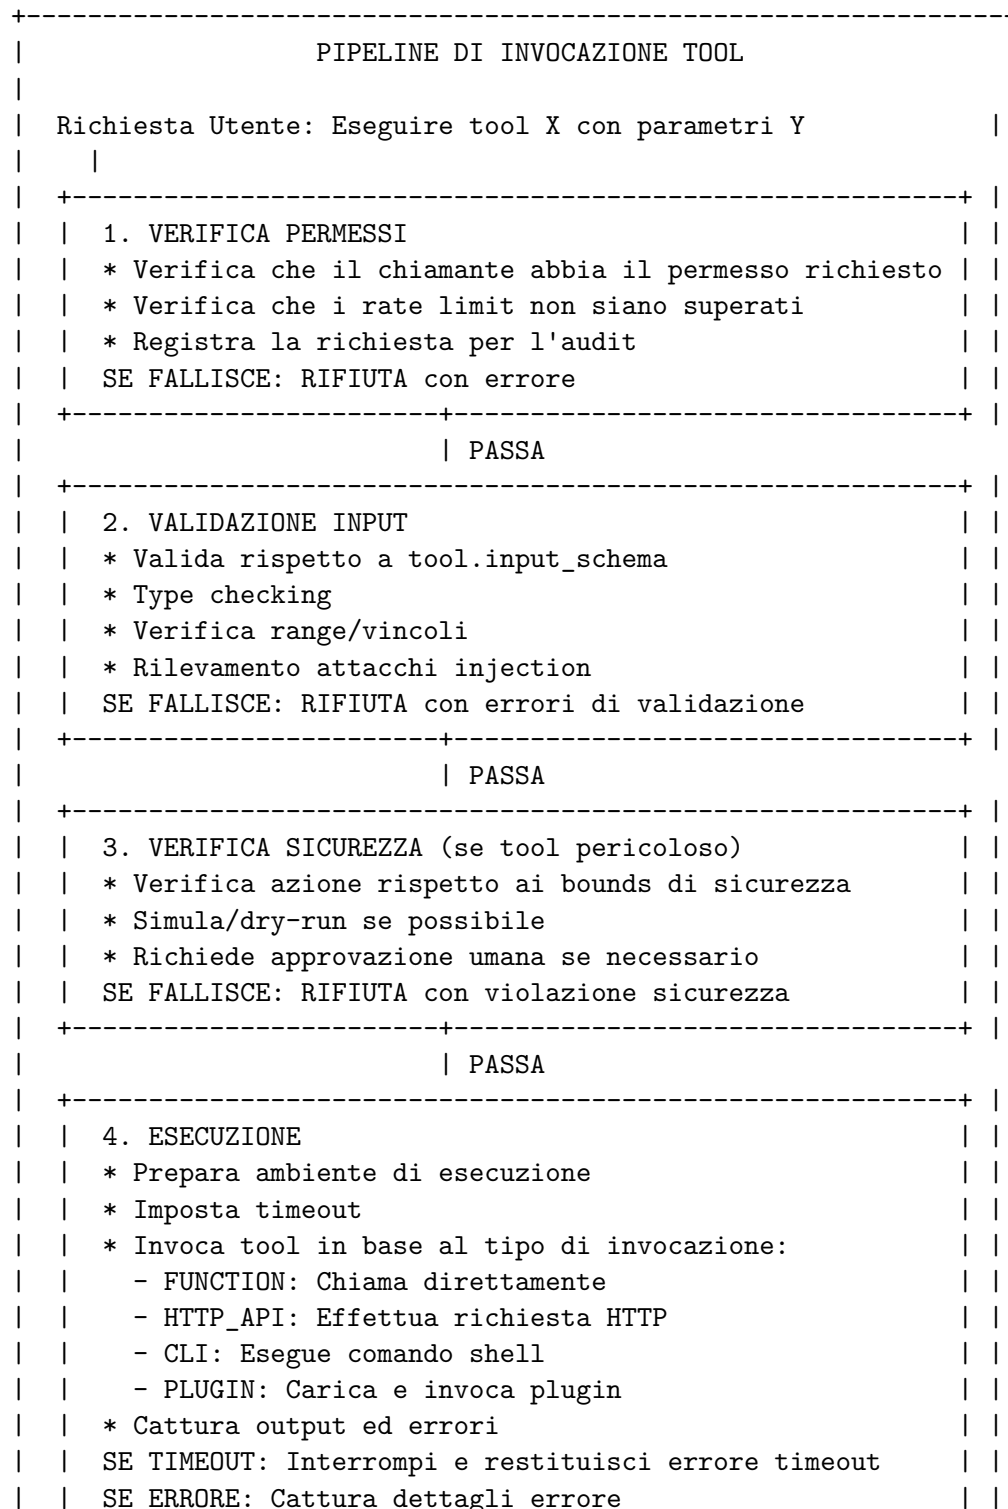 PIPELINE DI INVOCAZIONE TOOL
Richiesta Utente: Eseguire tool X con parametri Y
1. VERIFICA PERMESSI
* Verifica che il chiamante abbia il permesso richiesto
* Verifica che i rate limit non siano superati
* Registra la richiesta per l'audit
SE FALLISCE: RIFIUTA con errore
PASSA
2. VALIDAZIONE INPUT
* Valida rispetto a tool.input_schema
* Type checking
* Verifica range/vincoli
* Rilevamento attacchi injection
SE FALLISCE: RIFIUTA con errori di validazione
PASSA
3. VERIFICA SICUREZZA (se tool pericoloso)
* Verifica azione rispetto ai bounds di sicurezza
* Simula/dry-run se possibile
* Richiede approvazione umana se necessario
SE FALLISCE: RIFIUTA con violazione sicurezza
PASSA
4. ESECUZIONE
* Prepara ambiente di esecuzione
* Imposta timeout
* Invoca tool in base al tipo di invocazione:
- FUNCTION: Chiama direttamente
- HTTP_API: Effettua richiesta HTTP
- CLI: Esegue comando shell
- PLUGIN: Carica e invoca plugin
* Cattura output ed errori
SE TIMEOUT: Interrompi e restituisci errore timeout
SE ERRORE: Cattura dettagli errore